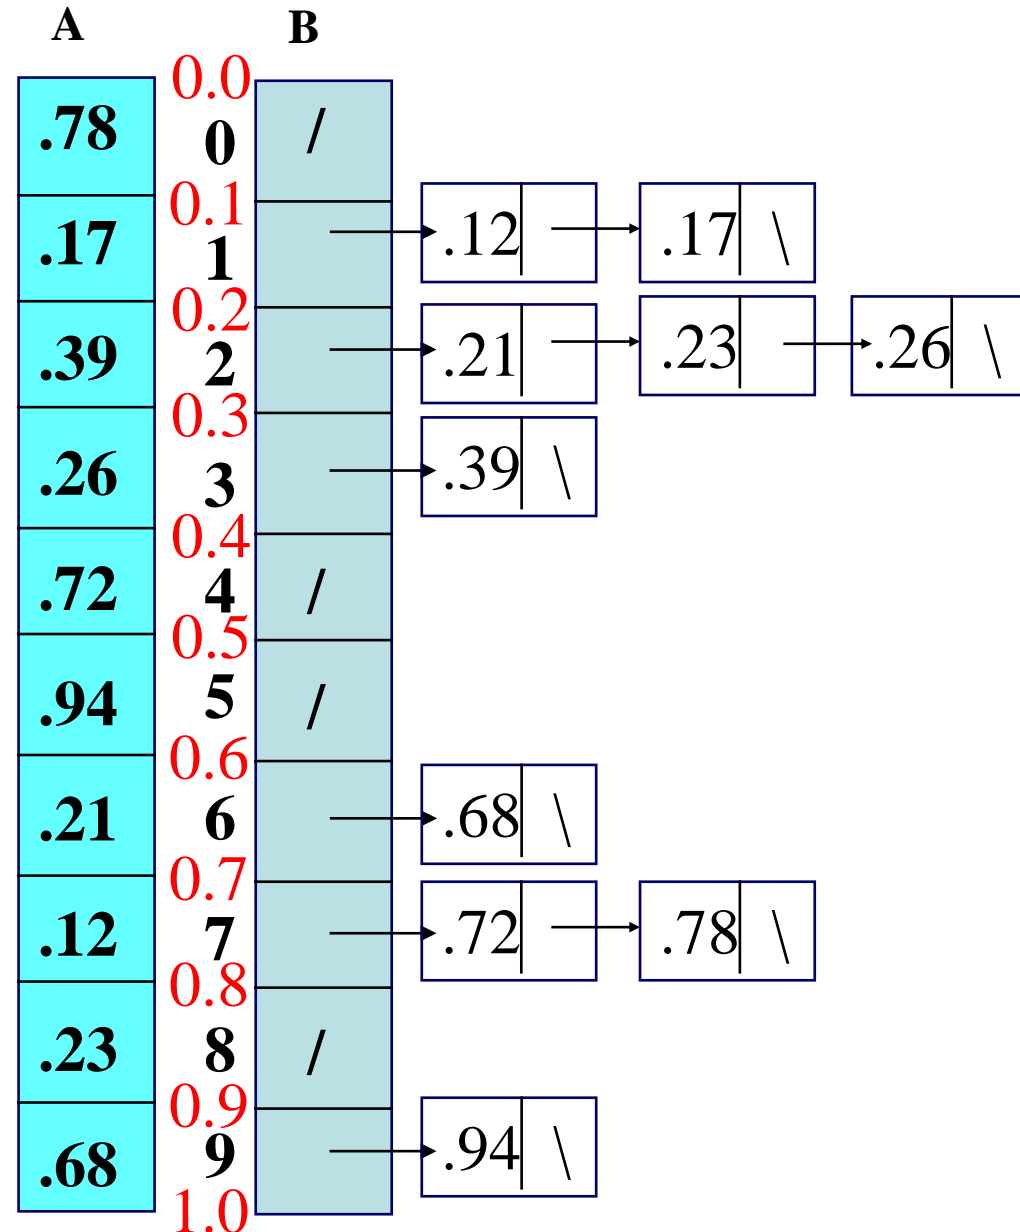 A B
0.0
.78 0 /
0.1
.17 1 .12 .17 \
0.2
.39 2 .21 .23 .26 \
0.3
.26 3 .39 \
0.4
.72 4 /
0.5
.94 5 /
0.6
.21 6 .68 \
0.7
.12 7 .72 .78 \
0.8
.23 8 /
0.9
.68 9 .94 \
1.0